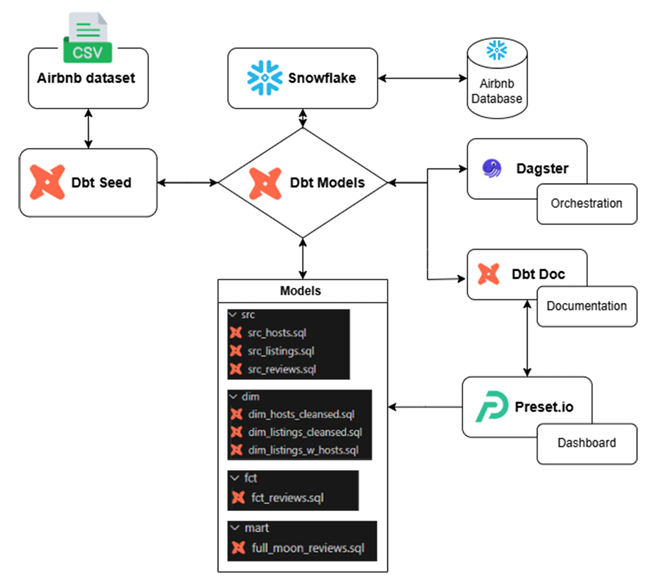 CSV
Airbnb dataset
Snowflake
Airbnb
Database
Dbt Seed
Dbt Models
Dagster
Orchestration
Dbt Doc
Documentation
Models
src
src_hosts.sql
src_listings.sql
src_reviews.sql
dim
dim_hosts_cleansed.sql
dim_listings_cleansed.sql
dim_listings_w_hosts.sql
fct
fct_reviews.sql
mart
full_moon_reviews.sql
Preset.io
Dashboard